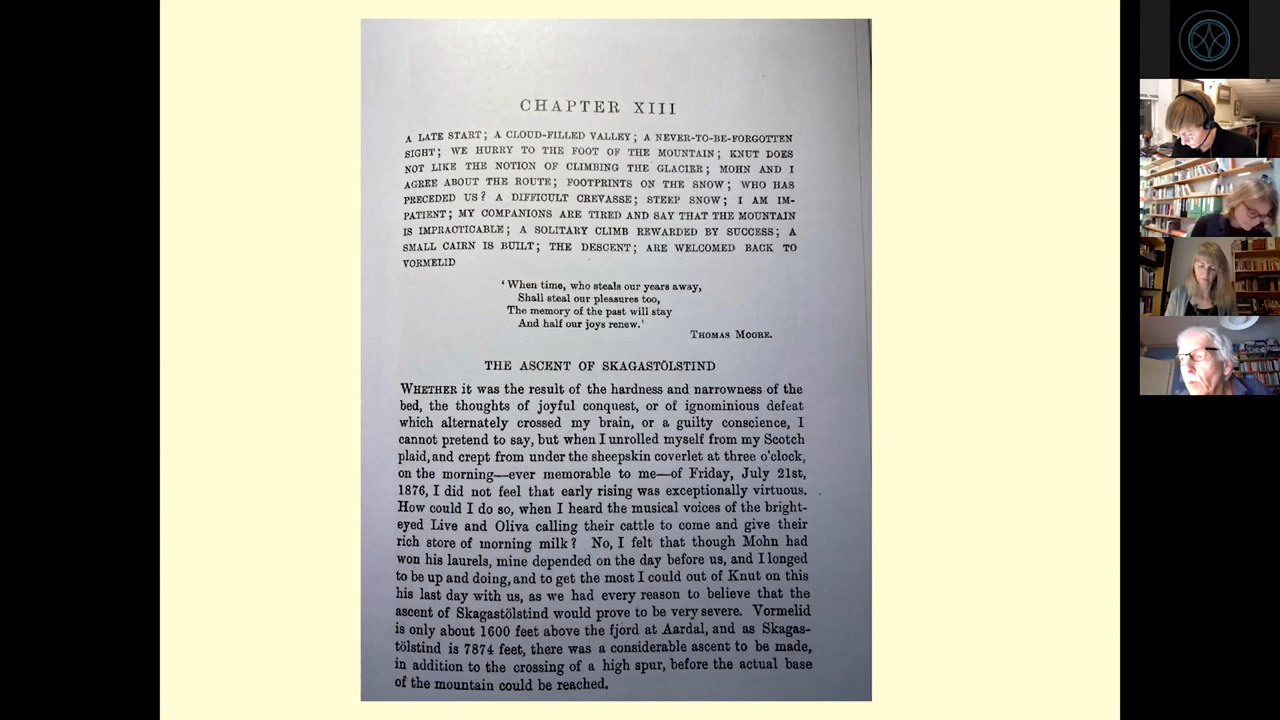 CHAPTER XIII
A LATE START; A CLOUD-FILLED VALLEY; A NEVER-TO-BE-FORGOTTEN
SIGHT; WE HURRY TO THE FOOT OF THE MOUNTAIN; KNUT DOES
NOT LIKE THE NOTION OF CLIMBING THE GLACIER; MOHN AND I
AGREE ABOUT THE ROUTE; FOOTPRINTS ON THE SNOW; WHO HAS
PRECEDED US? A DIFFICULT CREVASSE; STEEP SNOW; I AM IM-
PATIENT; MY COMPANIONS ARE TIRED AND SAY THAT THE MOUNTAIN
IS IMPRACTICABLE; A SOLITARY CLIMB REWARDED BY SUCCESS; A
SMALL CAIRN IS BUILT; THE DESCENT; ARE WELCOMED BACK TO
VORMELID
'When time, who steals our years away,
Shall steal our pleasures too,
The memory of the past will stay
And half our joys renew.'
THOMAS MOORE.
THE ASCENT OF SKAGASTÖLSTIND
WHETHER it was the result of the hardness and narrowness of the
bed, the thoughts of joyful conquest, or of ignominious defeat
which alternately crossed my brain, or a guilty conscience, I
cannot pretend to say, but when I unrolled myself from my Scotch
plaid, and crept from under the sheepskin coverlet at three o'clock,
on the morning—ever memorable to me—of Friday, July 21st,
1876, I did not feel that early rising was exceptionally virtuous.
How could I do so, when I heard the musical voices of the bright-
eyed Live and Oliva calling their cattle to come and give their
rich store of morning milk? No, I felt that though Mohn had
won his laurels, mine depended on the day before us, and I longed
to be up and doing, and to get the most I could out of Knut on this
his last day with us, as we had every reason to believe that the
ascent of Skagastölstind would prove to be very severe. Vormelid
is only about 1600 feet above the fjord at Aardal, and as Skagas-
tölstind is 7874 feet, there was a considerable ascent to be made,
in addition to the crossing of a high spur, before the actual base
of the mountain could be reached.